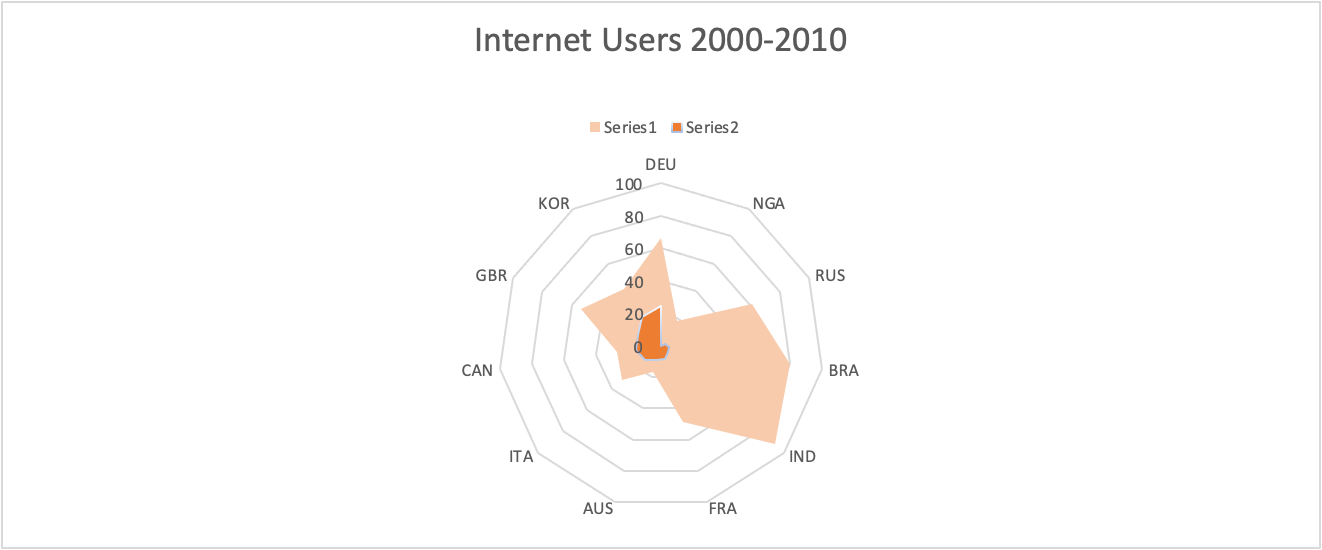 Internet Users 2000-2010
Series1 Series2
DEU
100
KOR
NGA
80
60
GBR
RUS
40
20
0
CAN
BRA
ITA
IND
AUS
FRA